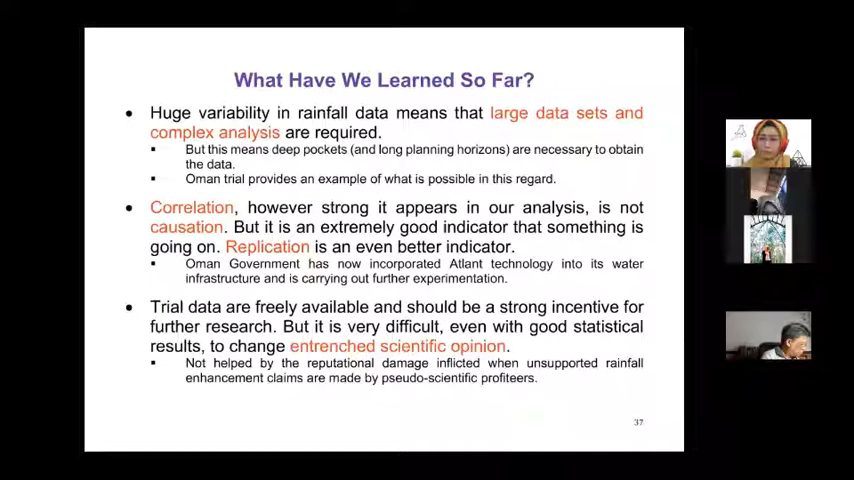 What Have We Learned So Far?
• Huge variability in rainfall data means that large data sets and
complex analysis are required.
▪ But this means deep pockets (and long planning horizons) are necessary to obtain
the data.
▪ Oman trial provides an example of what is possible in this regard.
• Correlation, however strong it appears in our analysis, is not
causation. But it is an extremely good indicator that something is
going on. Replication is an even better indicator.
▪ Oman Government has now incorporated Atlant technology into its water
infrastructure and is carrying out further experimentation.
• Trial data are freely available and should be a strong incentive for
further research. But it is very difficult, even with good statistical
results, to change entrenched scientific opinion.
▪ Not helped by the reputational damage inflicted when unsupported rainfall
enhancement claims are made by pseudo-scientific profiteers.
37